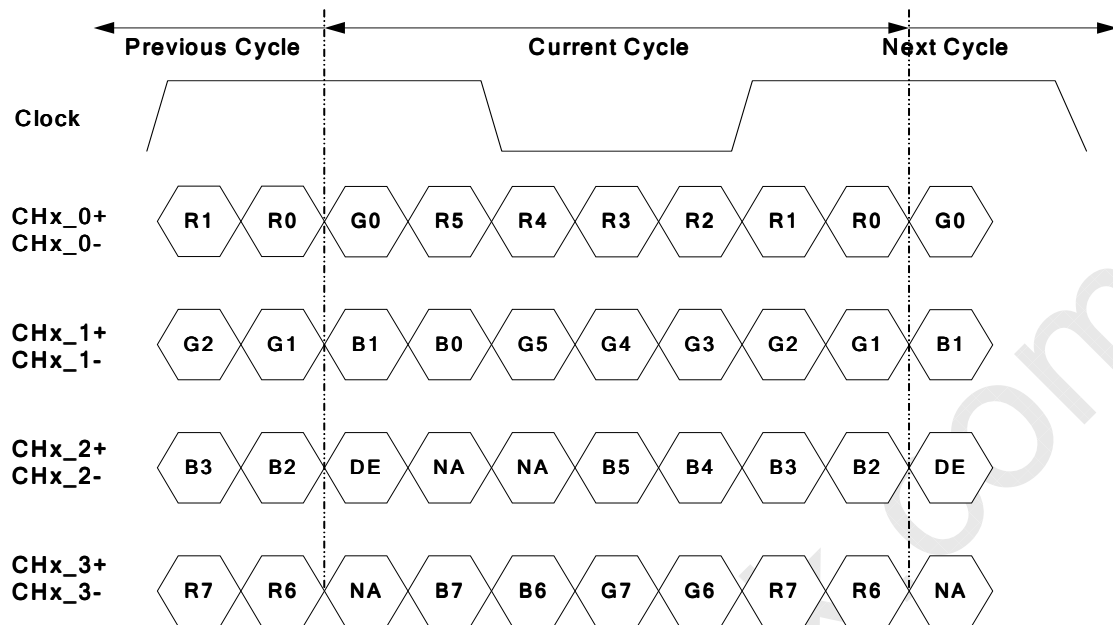 Previous Cycle Current Cycle Next Cycle
Clock
CHx_0+
CHx_0-
R1 R0 G0 R5 R4 R3 R2 R1 R0 G0
CHx_1+
CHx_1-
G2 G1 B1 B0 G5 G4 G3 G2 G1 B1
CHx_2+
CHx_2-
B3 B2 DE NA NA B5 B4 B3 B2 DE
CHx_3+
CHx_3-
R7 R6 NA B7 B6 G7 G6 R7 R6 NA